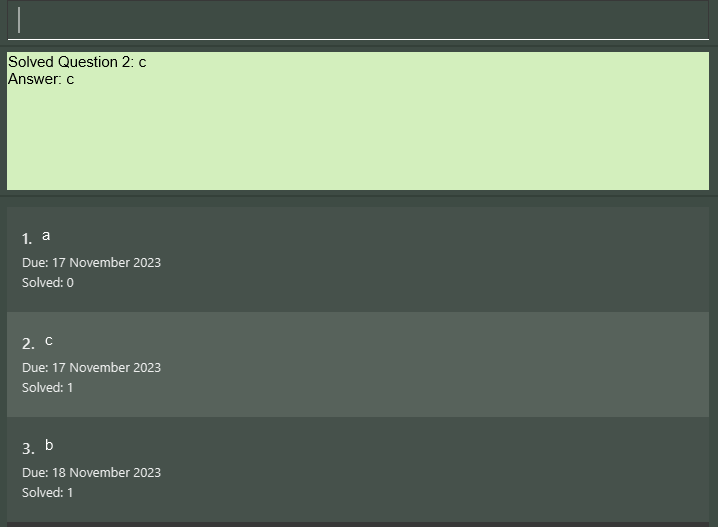 Solved Question 2: c
Answer: c
1. a
Due: 17 November 2023
Solved: 0
2. c
Due: 17 November 2023
Solved: 1
3. b
Due: 18 November 2023
Solved: 1